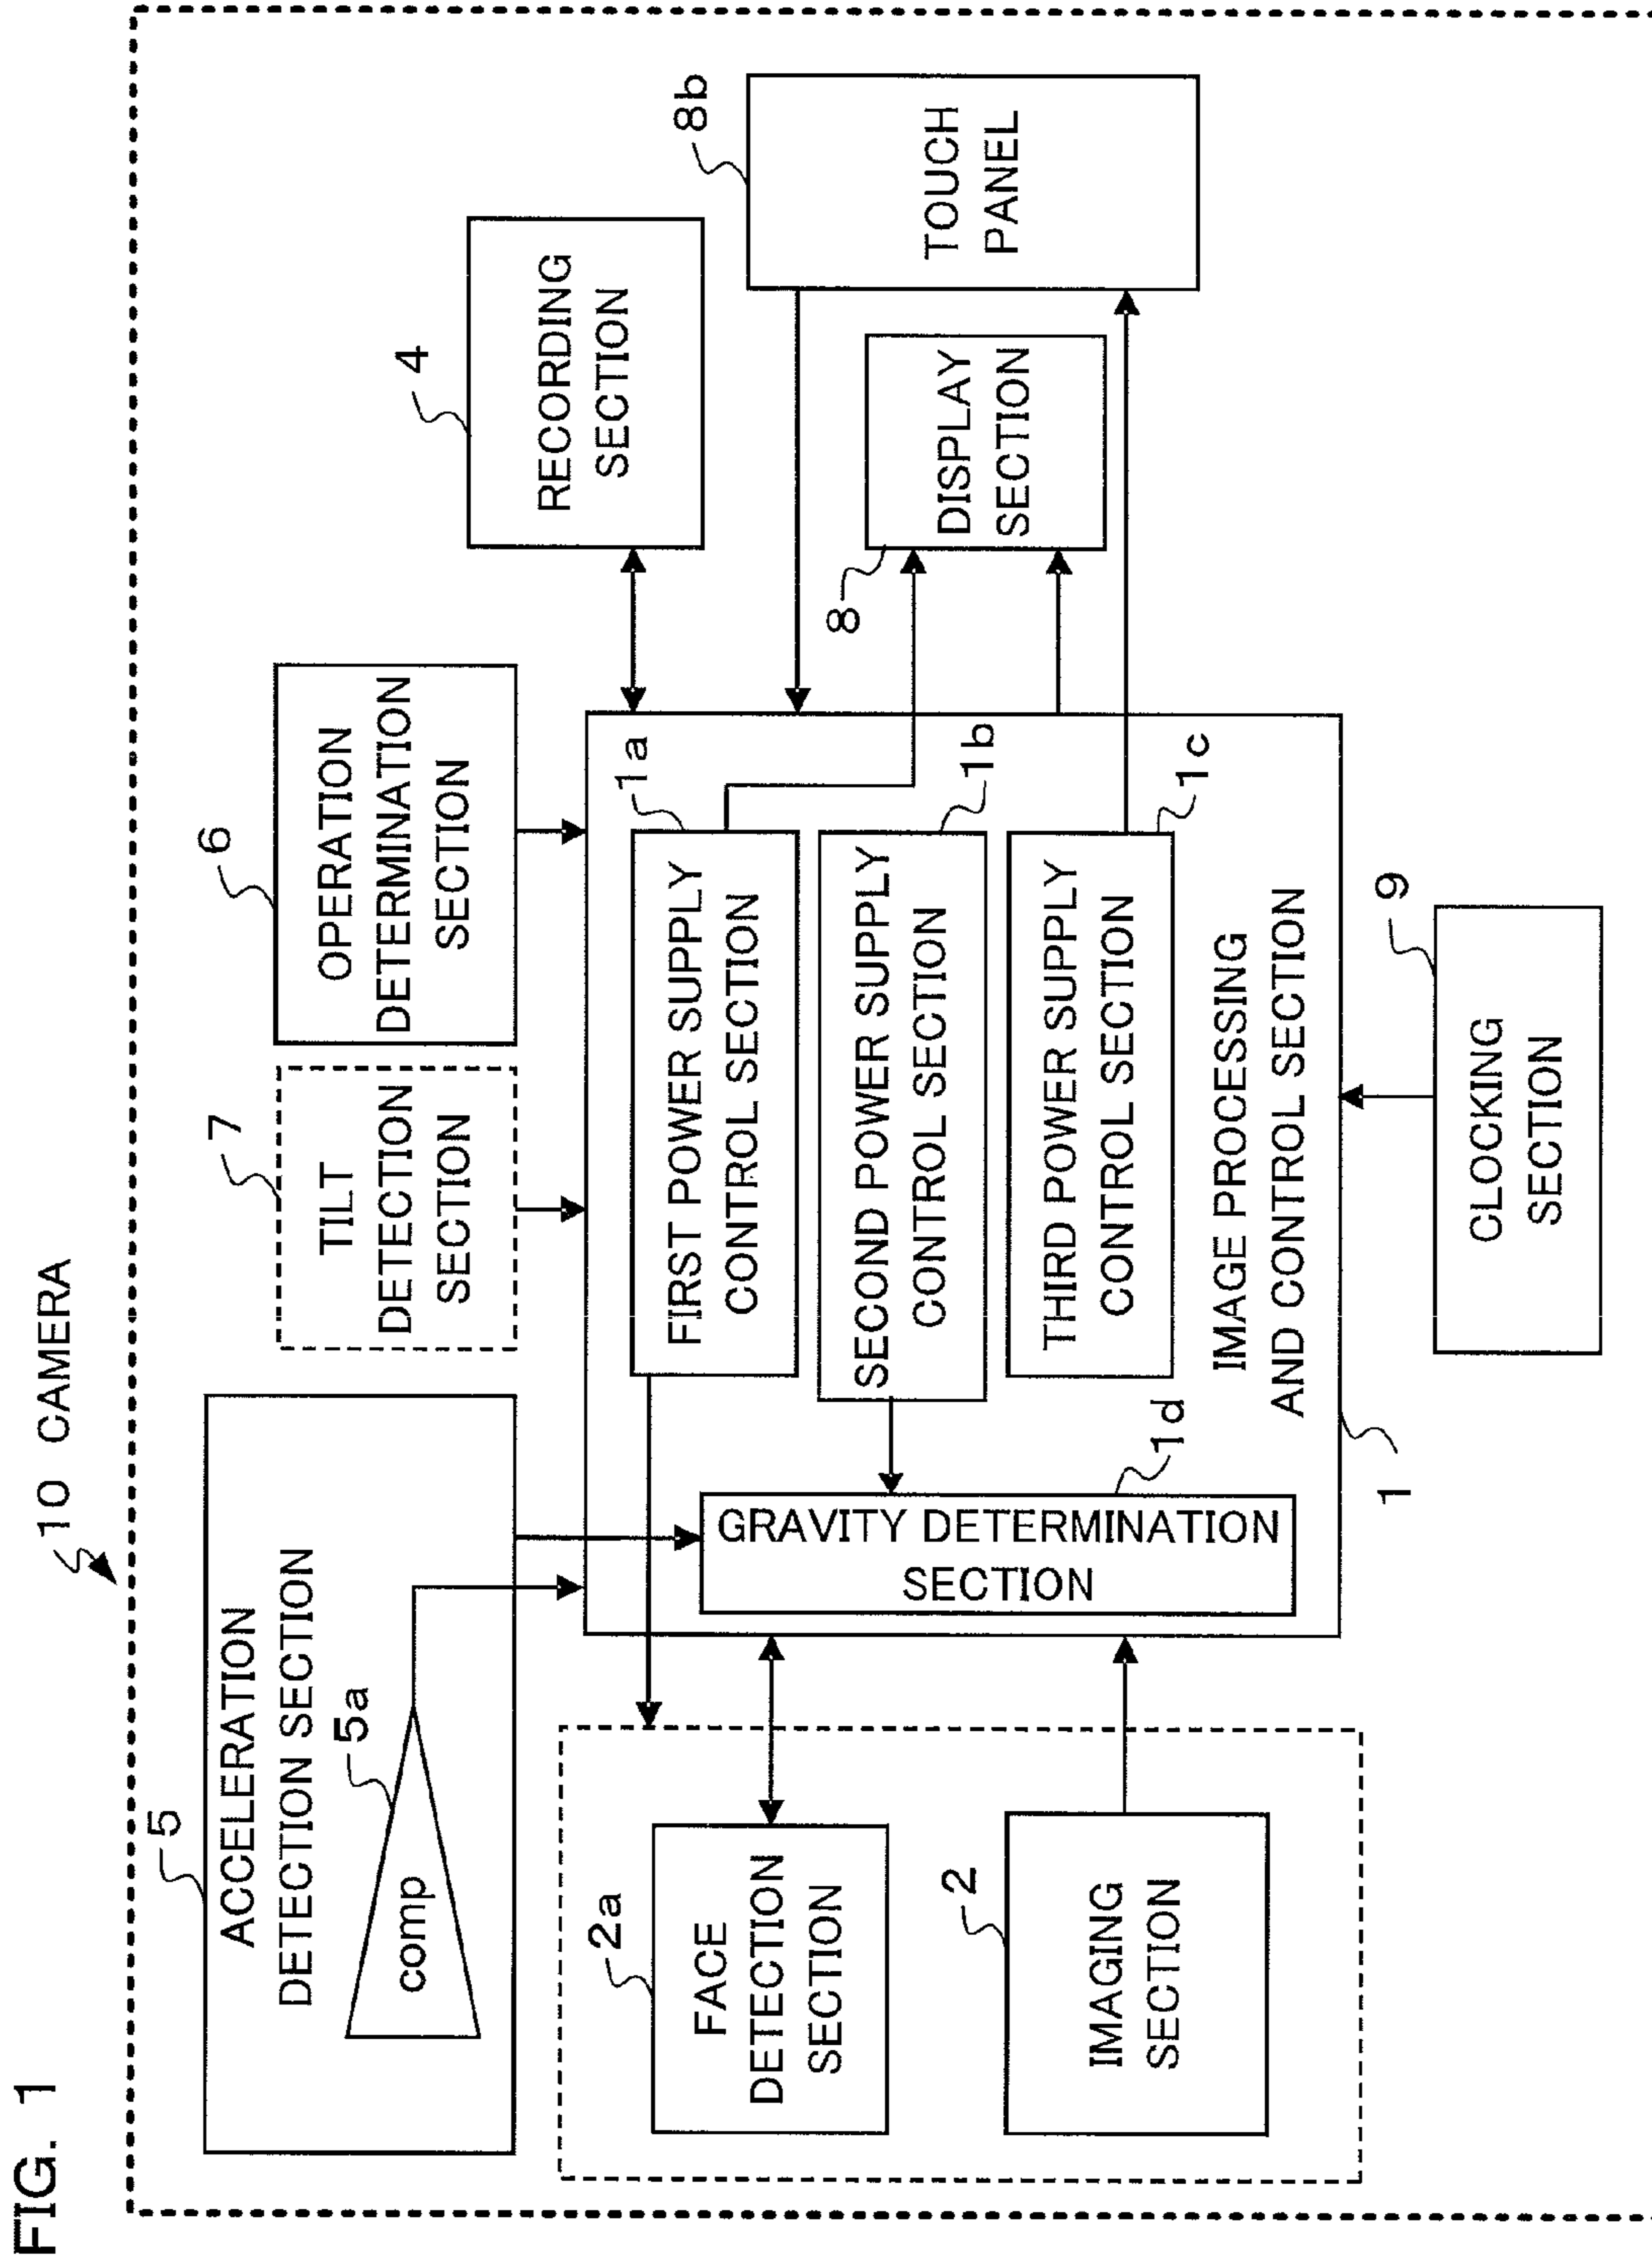 FIG. 1
10 CAMERA
5
ACCELERATION
DETECTION SECTION
5a
comp
7
TILT
DETECTION
SECTION
6
OPERATION
DETERMINATION
SECTION
4
RECORDING
SECTION
8b
TOUCH
PANEL
8
DISPLAY
SECTION
1a
FIRST POWER SUPPLY
CONTROL SECTION
1b
SECOND POWER SUPPLY
CONTROL SECTION
1c
THIRD POWER SUPPLY
CONTROL SECTION
1d
GRAVITY DETERMINATION
SECTION
IMAGE PROCESSING
AND CONTROL SECTION
1
2a
FACE
DETECTION
SECTION
2
IMAGING
SECTION
9
CLOCKING
SECTION